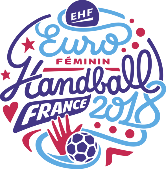 EHF
Euro
FÉMININ
Handball
FRANCE 2018